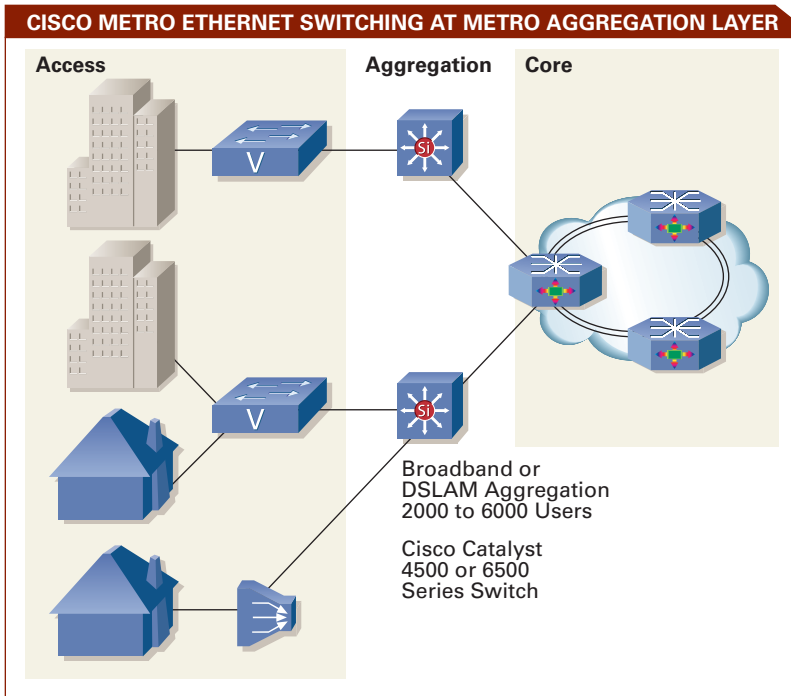 CISCO METRO ETHERNET SWITCHING AT METRO AGGREGATION LAYER
Access
Aggregation
Core
V
Si
V
Si
Broadband or
DSLAM Aggregation
2000 to 6000 Users
Cisco Catalyst
4500 or 6500
Series Switch